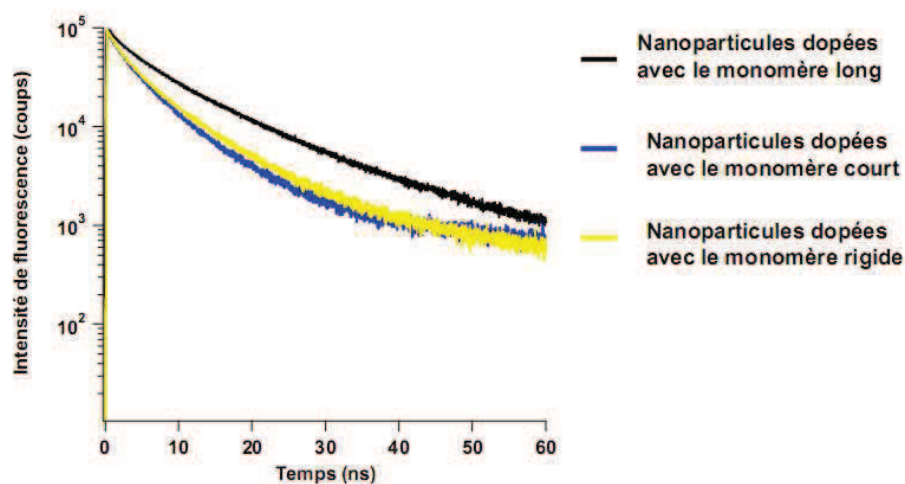 Intensité de fluorescence (coups)
10⁵
10⁴
10³
10²
0 10 20 30 40 50 60
Temps (ns)
Nanoparticules dopées
avec le monomère long
Nanoparticules dopées
avec le monomère court
Nanoparticules dopées
avec le monomère rigide